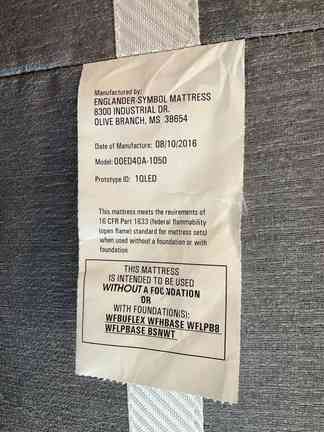 Manufactured by:
ENGLANDER-SYMBOL MATTRESS
8300 INDUSTRIAL DR.
OLIVE BRANCH, MS 38654
Date of Manufacture: 08/10/2016
Model: 00ED40A-1050
Prototype ID: 10LED
This mattress meets the reuirements of
16 CFR Part 1633 (federal flammability
(open flame) standard for mattress sets)
when used without a foundation or with
foundation
THIS MATTRESS
IS INTENDED TO BE USED
WITHOUT A FOUNDATION
OR
WITH FOUNDATION(S):
WFBUFLEX WFHBASE WFLPB8
WFLPBASE BSNWT